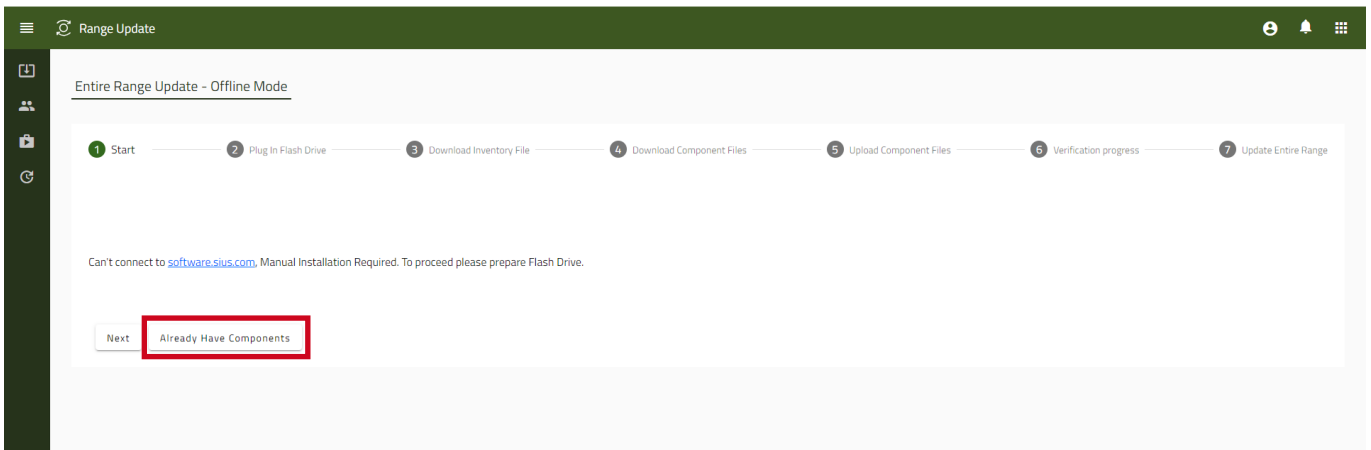 Range Update
Entire Range Update - Offline Mode
1 Start 2 Plug In Flash Drive 3 Download Inventory File 4 Download Component Files 5 Upload Component Files 6 Verification progress 7 Update Entire Range
Can't connect to software.sius.com, Manual Installation Required. To proceed please prepare Flash Drive.
Next Already Have Components